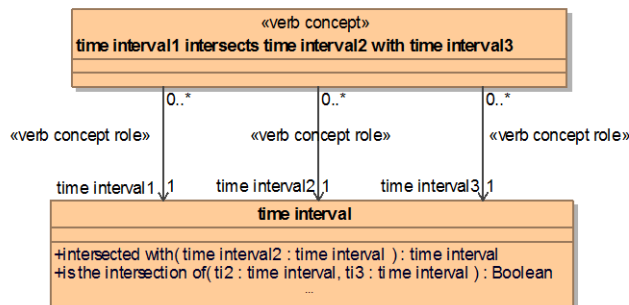 «verb concept»
time interval1 intersects time interval2 with time interval3
0..* 0..* 0..*
«verb concept role» «verb concept role» «verb concept role»
time interval1 1 time interval2 1 time interval3 1
time interval
+intersected with( time interval2 : time interval ) : time interval
+is the intersection of( ti2 : time interval, ti3 : time interval ) : Boolean
...